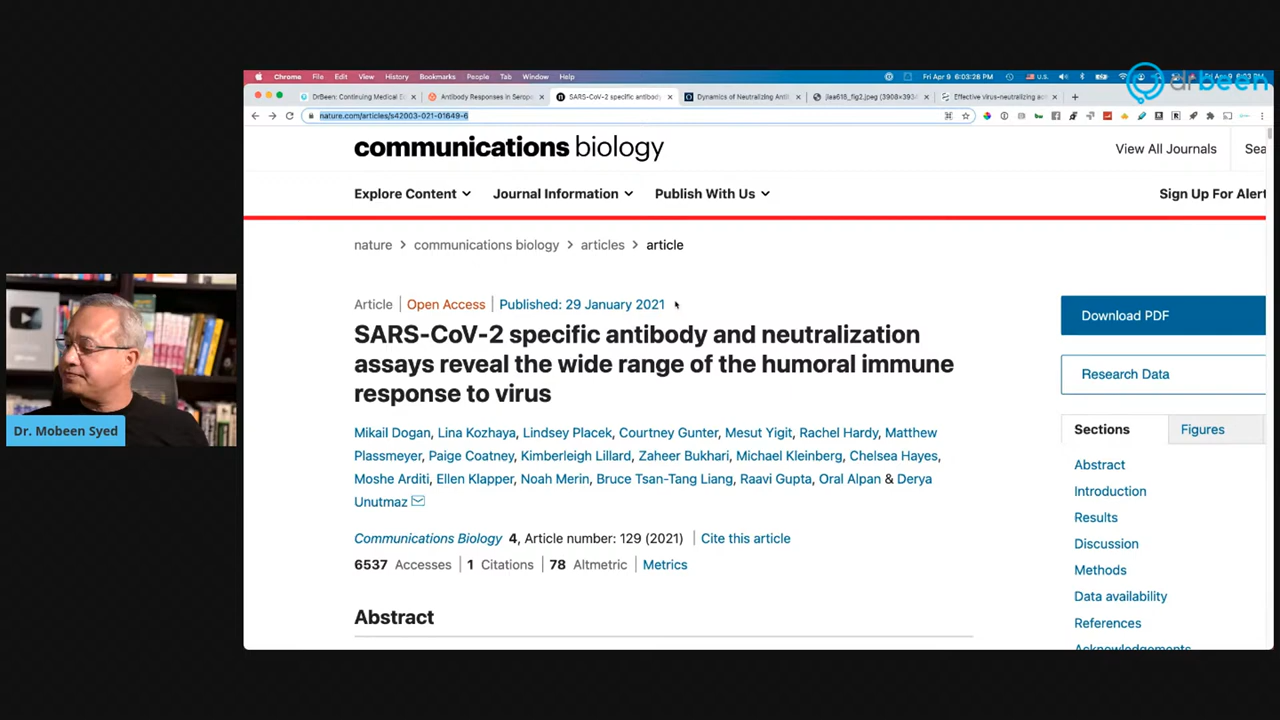 drbeen
Chrome File Edit View History Bookmarks People Tab Window Help
Fri Apr 9 6:03:28 PM U.S.
DrBeen: Continuing Medical E
Antibody Responses in Serop
SARS-CoV-2 specific antibody
Dynamics of Neutralizing Anti
jiea618_fig2.jpeg (3908×393
Effective virus-neutralizing a
nature.com/articles/s42003-021-01649-6
communications biology
View All Journals
Sea
Explore Content
Journal Information
Publish With Us
Sign Up For Alert
nature > communications biology > articles > article
Article | Open Access | Published: 29 January 2021
SARS-CoV-2 specific antibody and neutralization
assays reveal the wide range of the humoral immune
response to virus
Mikail Dogan, Lina Kozhaya, Lindsey Placek, Courtney Gunter, Mesut Yigit, Rachel Hardy, Matthew
Plassmeyer, Paige Coatney, Kimberleigh Lillard, Zaheer Bukhari, Michael Kleinberg, Chelsea Hayes,
Moshe Arditi, Ellen Klapper, Noah Merin, Bruce Tsan-Tang Liang, Raavi Gupta, Oral Alpan & Derya
Unutmaz
Communications Biology 4, Article number: 129 (2021) | Cite this article
6537 Accesses | 1 Citations | 78 Altmetric | Metrics
Abstract
Download PDF
Research Data
Sections
Figures
Abstract
Introduction
Results
Discussion
Methods
Data availability
References
Acknowledgements
Dr. Mobeen Syed